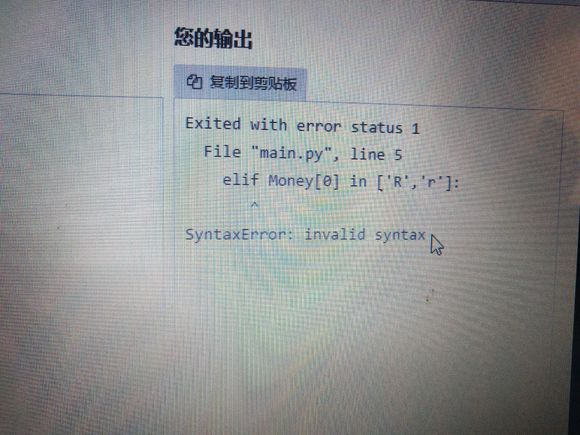 您的输出
复制到剪贴板
Exited with error status 1
File "main.py", line 5
elif Money[0] in ['R','r']:
^
SyntaxError: invalid syntax